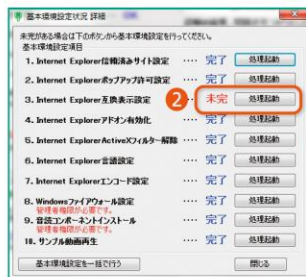 基本環境設定状況 詳細
未完がある場合は下のボタンから基本環境設定を行ってください。
基本環境設定項目
1. Internet Explorer信頼済みサイト設定 ‥‥ 完了 処理起動
2. Internet Explorerポップアップ許可設定 ‥‥ 完了 処理起動
3. Internet Explorer互換表示設定 2 未完 処理起動
4. Internet Explorerアドオン有効化 ‥‥ 完了 処理起動
5. Internet ExplorerActiveXフィルター解除 ‥‥ 完了 処理起動
6. Internet Explorer言語設定 ‥‥ 完了 処理起動
7. Internet Explorerエンコード設定 ‥‥ 完了 処理起動
8. Windowsファイアウォール設定 ‥‥ 完了 処理起動
管理者権限が必要です。
9. 音読コンポーネントインストール ‥‥ 完了 処理起動
管理者権限が必要です。
10. サンプル動画再生 ‥‥ 完了 処理起動
基本環境設定を一括で行う 閉じる